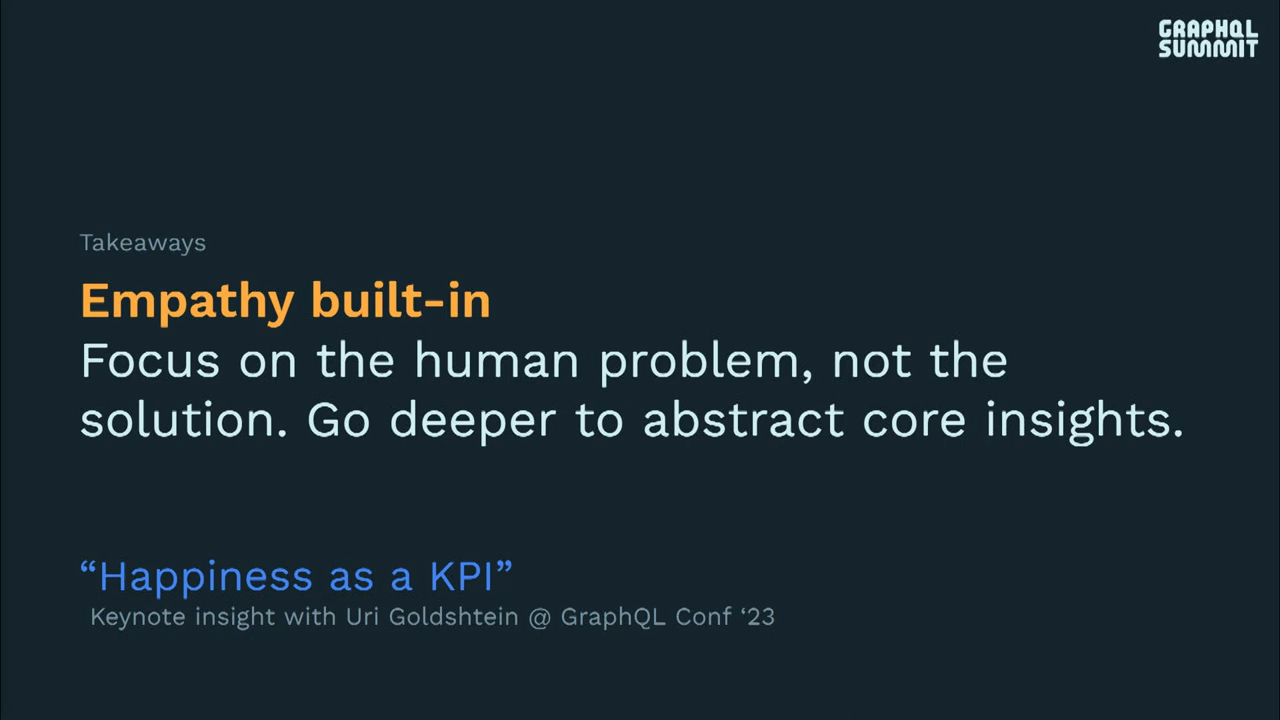 GRAPHQL
SUMMIT
Takeaways
Empathy built-in
Focus on the human problem, not the
solution. Go deeper to abstract core insights.
“Happiness as a KPI”
Keynote insight with Uri Goldshtein @ GraphQL Conf ‘23